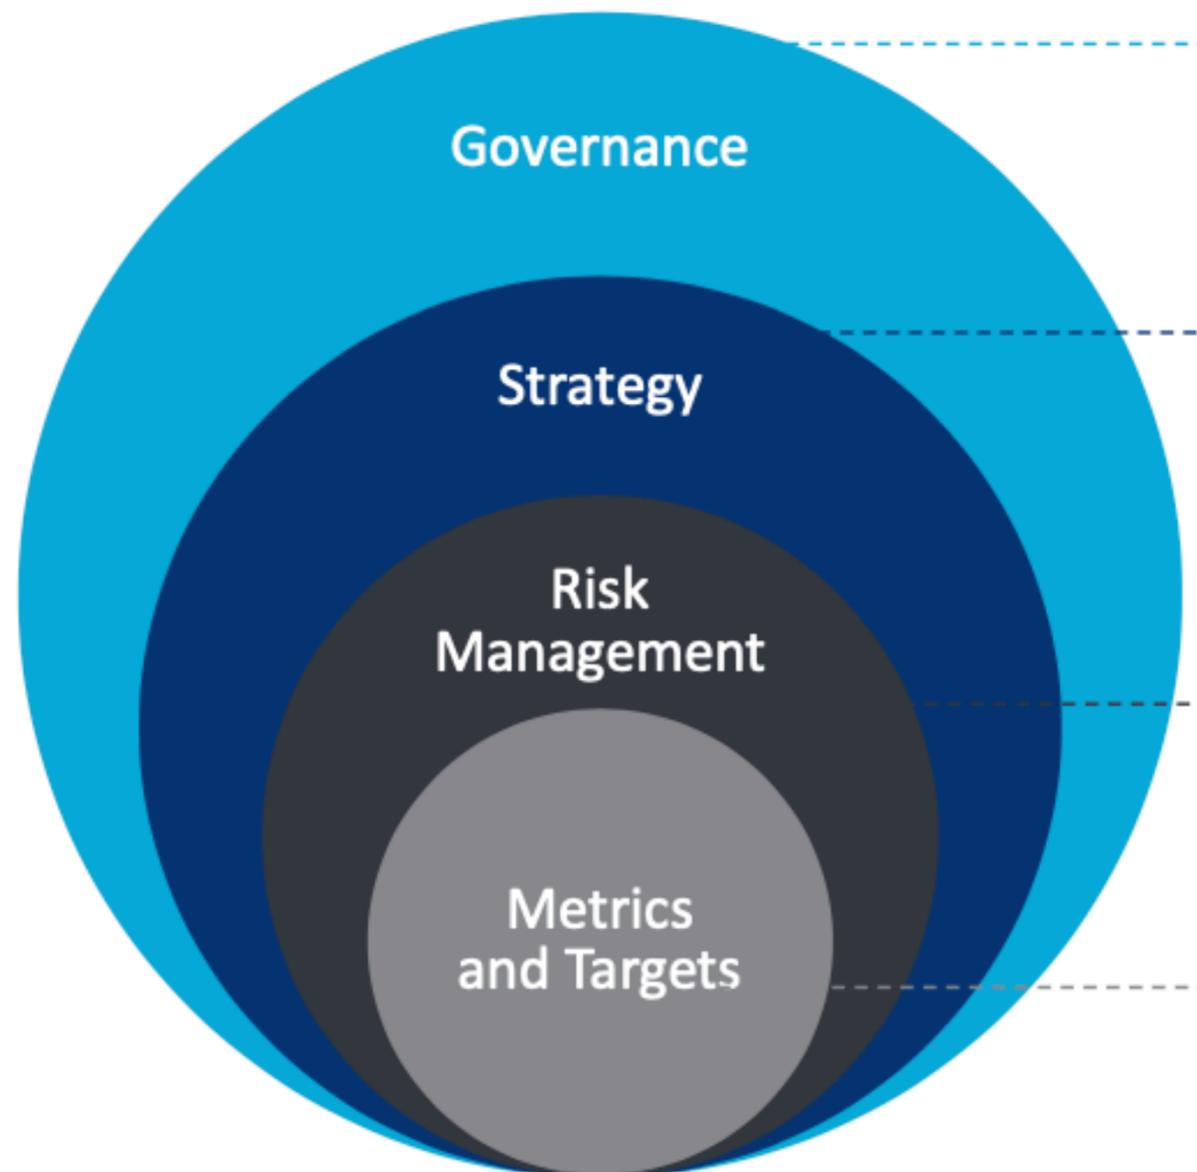 Governance
Strategy
Risk
Management
Metrics
and Targets